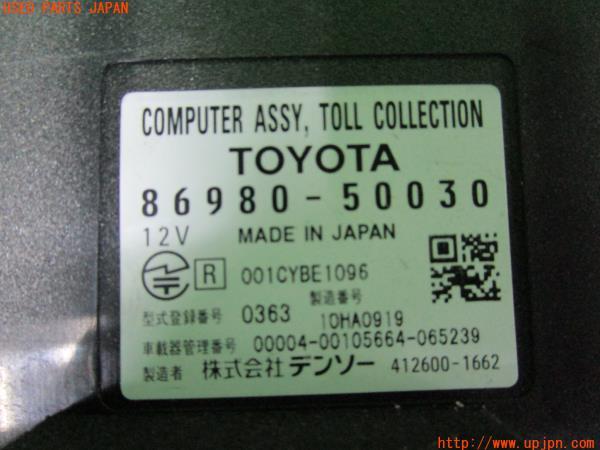 USED PARTS JAPAN
COMPUTER ASSY, TOLL COLLECTION
TOYOTA
86980-50030
12V MADE IN JAPAN
R 001CYBE1096
型式登録番号 0363 製造番号 10HA0919
車載器管理番号 00004-00105664-065239
製造者 株式会社デンソー 412600-1662
http://www.upjpn.com